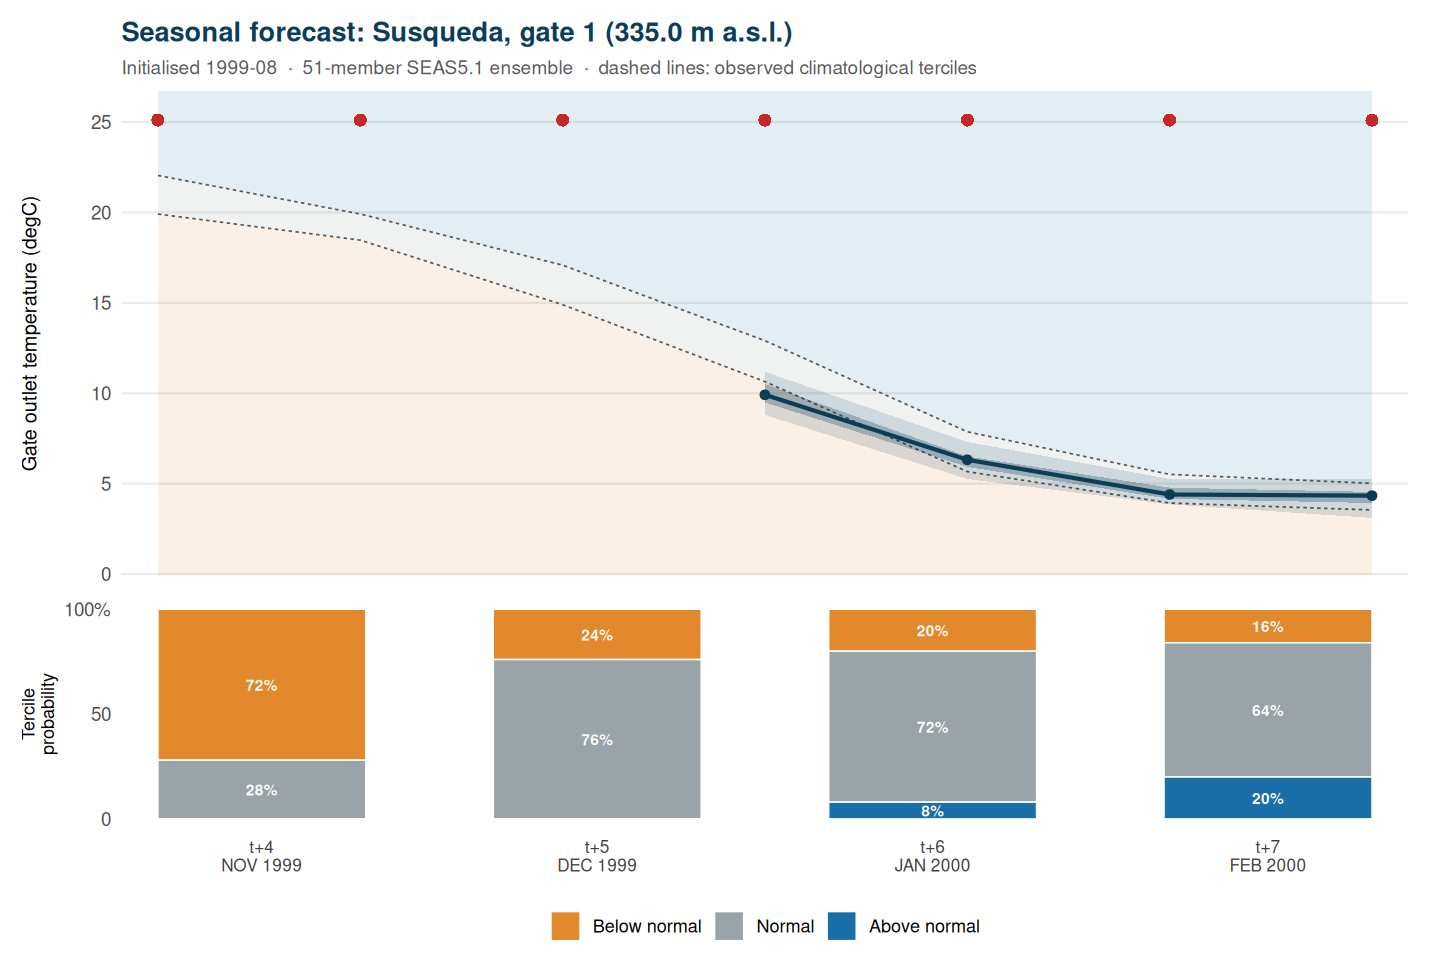 Seasonal forecast: Susqueda, gate 1 (335.0 m a.s.l.)
Initialised 1999-08 · 51-member SEAS5.1 ensemble · dashed lines: observed climatological terciles
Gate outlet temperature (degC)
25
20
15
10
5
0
Tercile
probability
100%
50
0
72%
28%
24%
76%
20%
72%
8%
16%
64%
20%
t+4
NOV 1999
t+5
DEC 1999
t+6
JAN 2000
t+7
FEB 2000
Below normal
Normal
Above normal